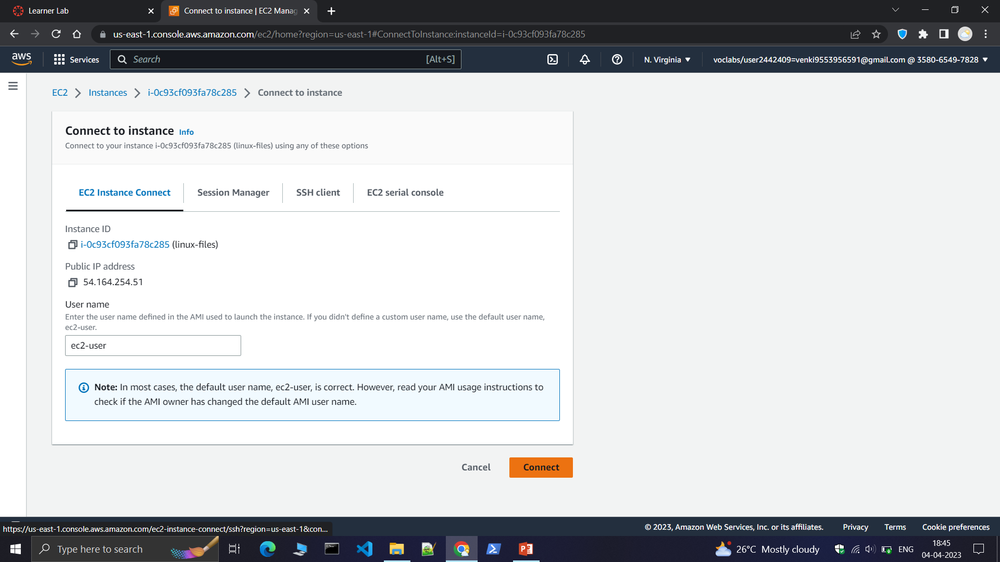 Learner Lab
Connect to instance | EC2 Manag
us-east-1.console.aws.amazon.com/ec2/home?region=us-east-1#ConnectToInstance:instanceId=i-0c93cf093fa78c285
aws
Services
Search
[Alt+S]
N. Virginia
voclabs/user2442409=venki9553956591@gmail.com @ 3580-6549-7828
EC2
Instances
i-0c93cf093fa78c285
Connect to instance
Connect to instance Info
Connect to your instance i-0c93cf093fa78c285 (linux-files) using any of these options
EC2 Instance Connect
Session Manager
SSH client
EC2 serial console
Instance ID
i-0c93cf093fa78c285 (linux-files)
Public IP address
54.164.254.51
User name
Enter the user name defined in the AMI used to launch the instance. If you didn't define a custom user name, use the default user name,
ec2-user.
ec2-user
Note: In most cases, the default user name, ec2-user, is correct. However, read your AMI usage instructions to
check if the AMI owner has changed the default AMI user name.
Cancel
Connect
© 2023, Amazon Web Services, Inc. or its affiliates.
Privacy
Terms
Cookie preferences
https://us-east-1.console.aws.amazon.com/ec2-instance-connect/ssh?region=us-east-1&con...
Type here to search
26°C Mostly cloudy
ENG
18:45
04-04-2023